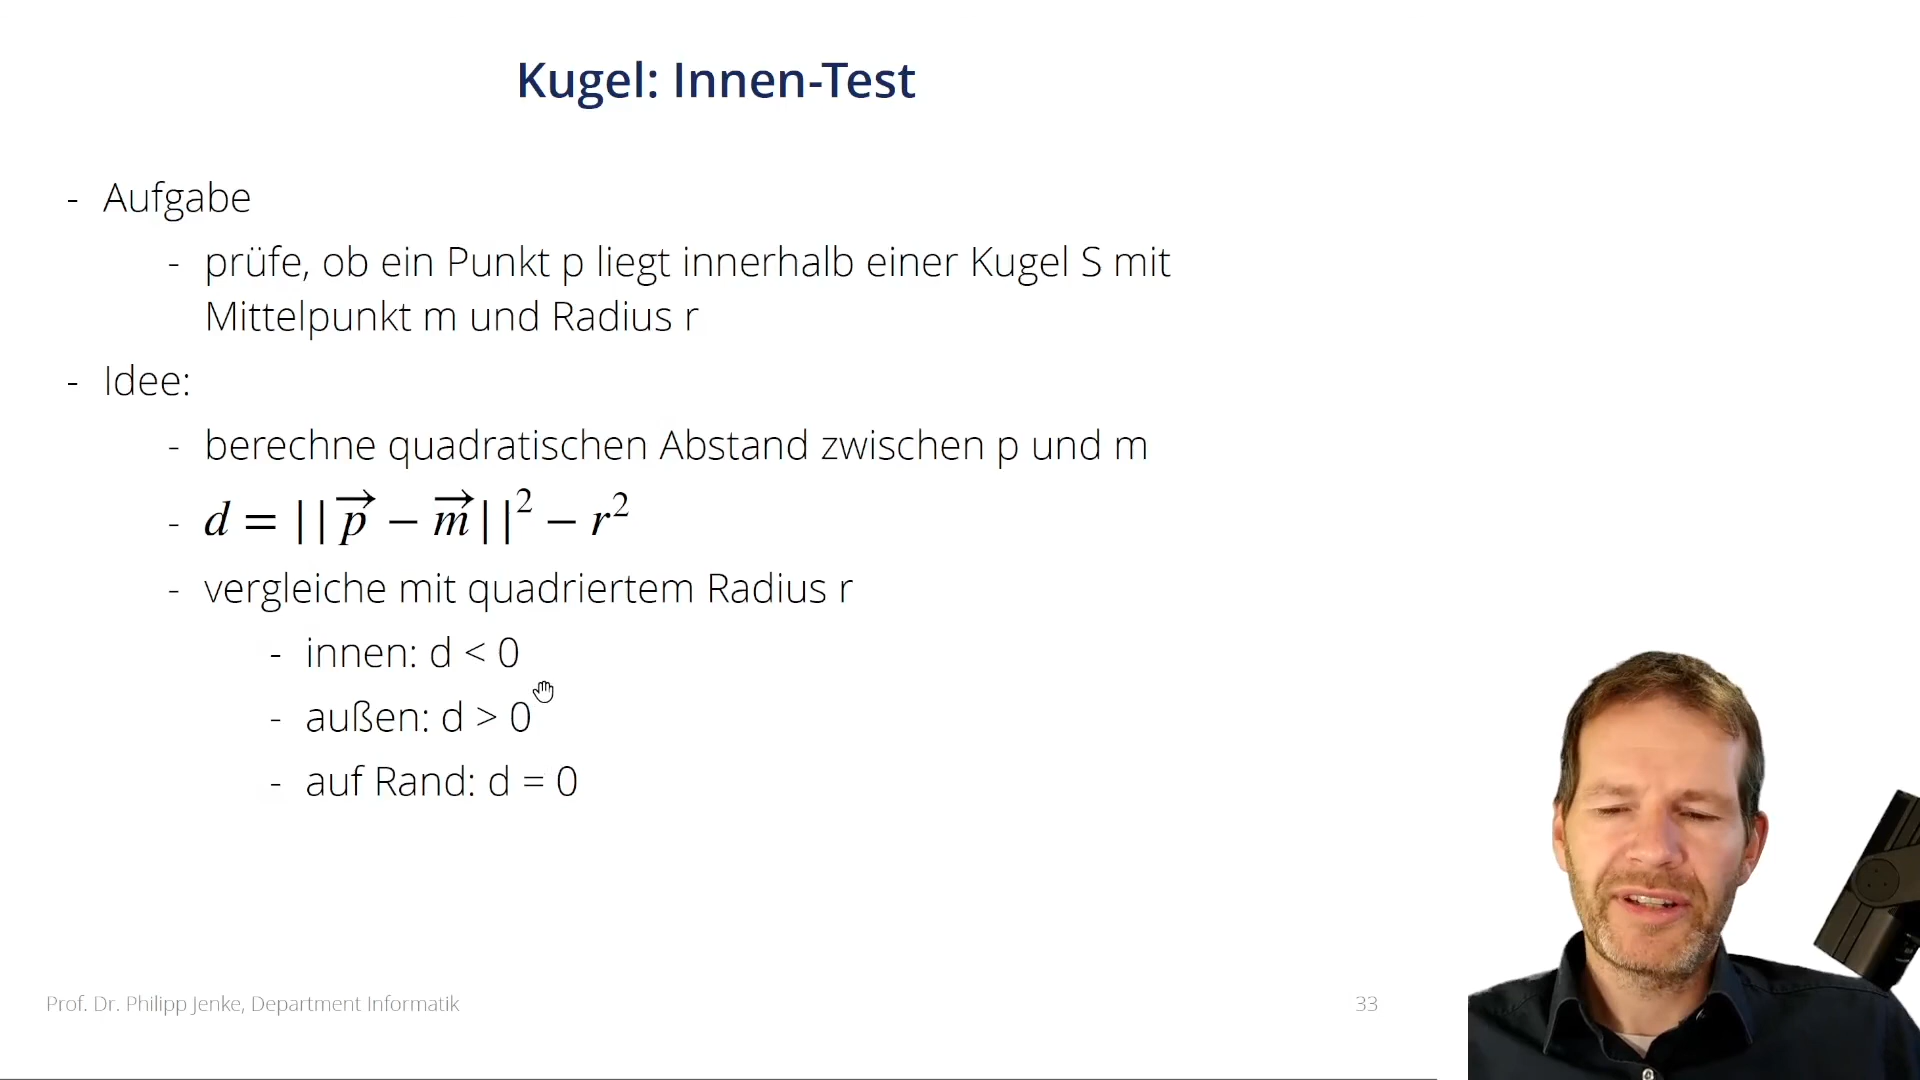 Kugel: Innen-Test
- Aufgabe
- prüfe, ob ein Punkt p liegt innerhalb einer Kugel S mit
Mittelpunkt m und Radius r
- Idee:
- berechne quadratischen Abstand zwischen p und m
- d = ||p⃗ − m⃗||² − r²
- vergleiche mit quadriertem Radius r
- innen: d < 0
- außen: d > 0
- auf Rand: d = 0
Prof. Dr. Philipp Jenke, Department Informatik
33